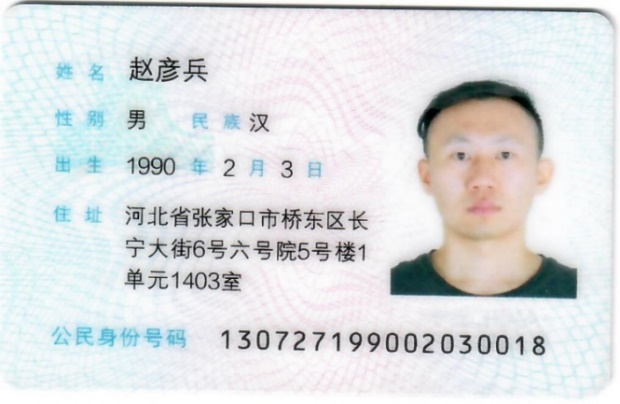 姓名 赵彦兵
性别 男 民族 汉
出生 1990 年 2 月 3 日
住址 河北省张家口市桥东区长
宁大街6号六号院5号楼1
单元1403室
公民身份号码 130727199002030018